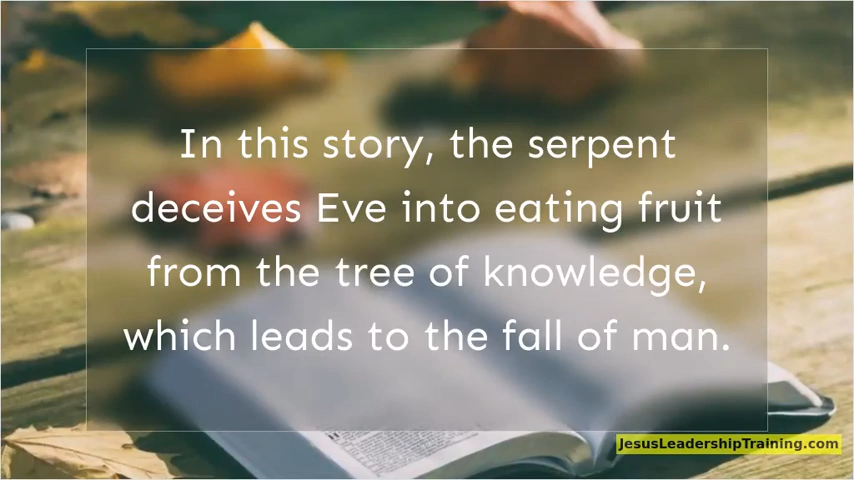 In this story, the serpent
deceives Eve into eating fruit
from the tree of knowledge,
which leads to the fall of man.
JesusLeadershipTraining.com